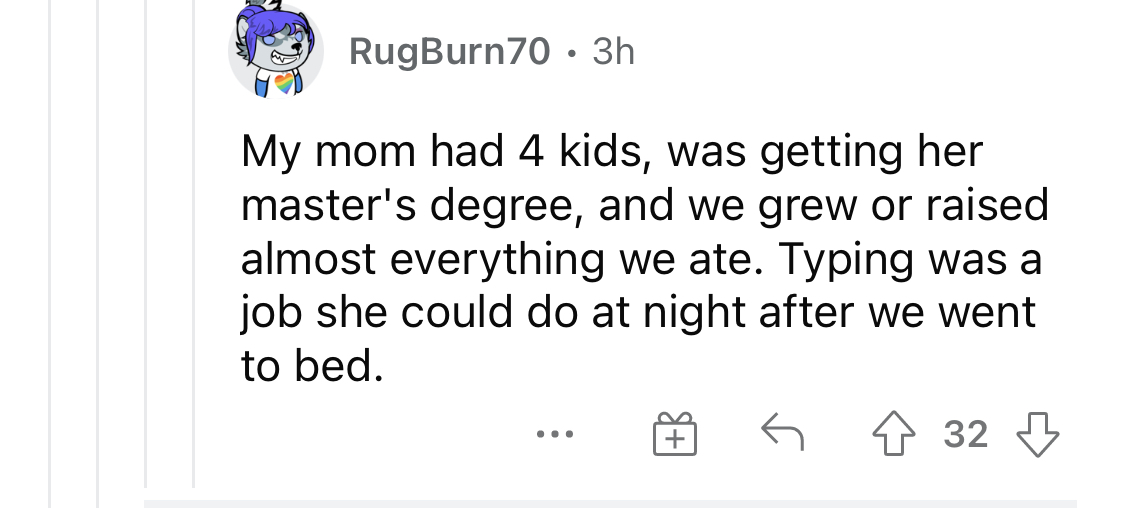 RugBurn70 • 3h
My mom had 4 kids, was getting her
master's degree, and we grew or raised
almost everything we ate. Typing was a
job she could do at night after we went
to bed.
32